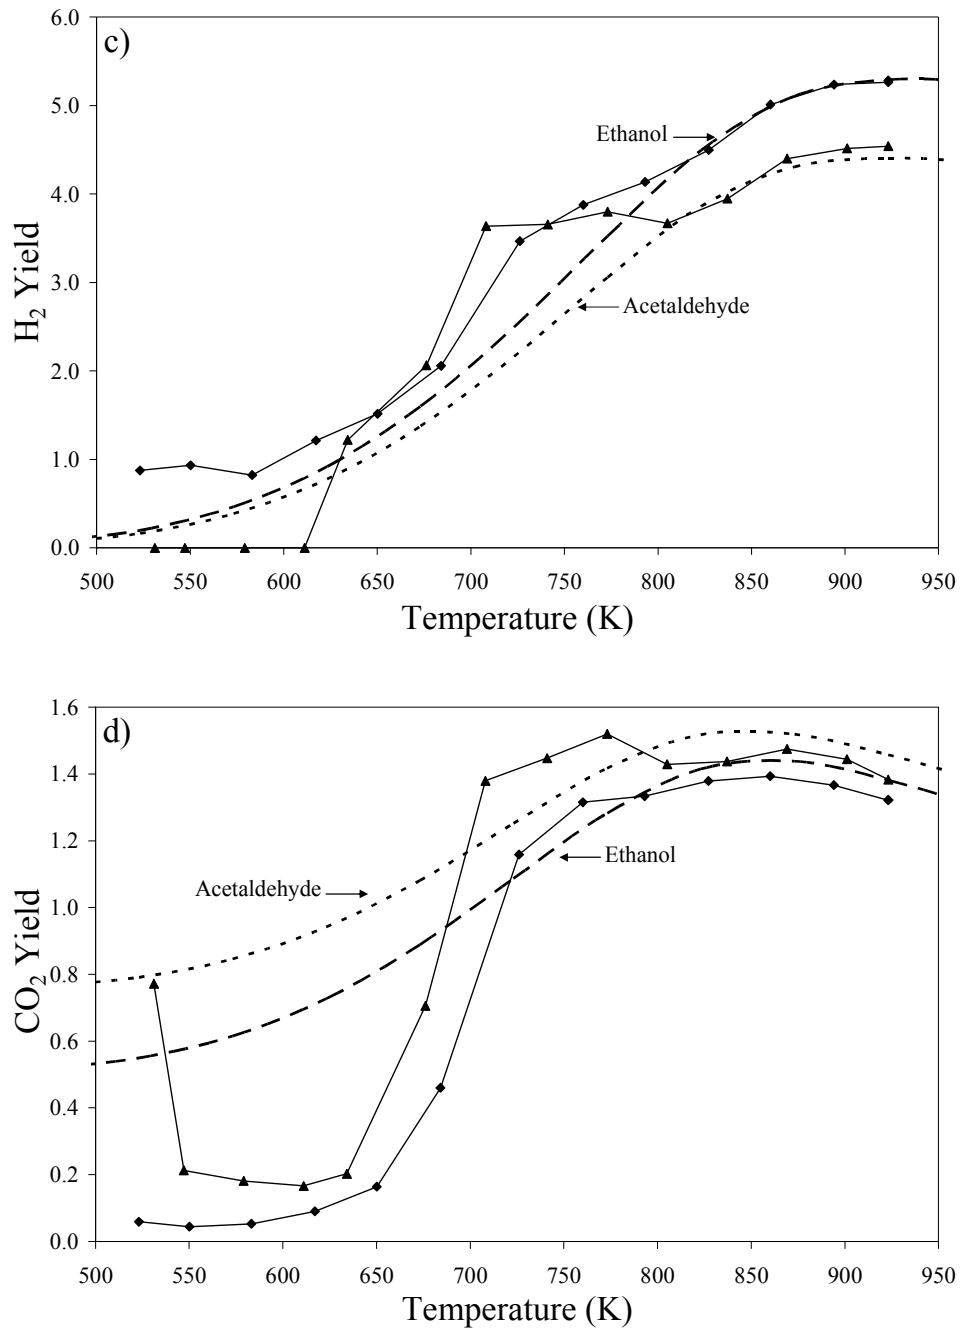 c)
6.0
5.0
4.0
3.0
2.0
1.0
0.0
H2 Yield
Ethanol
Acetaldehyde
500 550 600 650 700 750 800 850 900 950
Temperature (K)
d)
1.6
1.4
1.2
1.0
0.8
0.6
0.4
0.2
0.0
CO2 Yield
Ethanol
Acetaldehyde
500 550 600 650 700 750 800 850 900 950
Temperature (K)